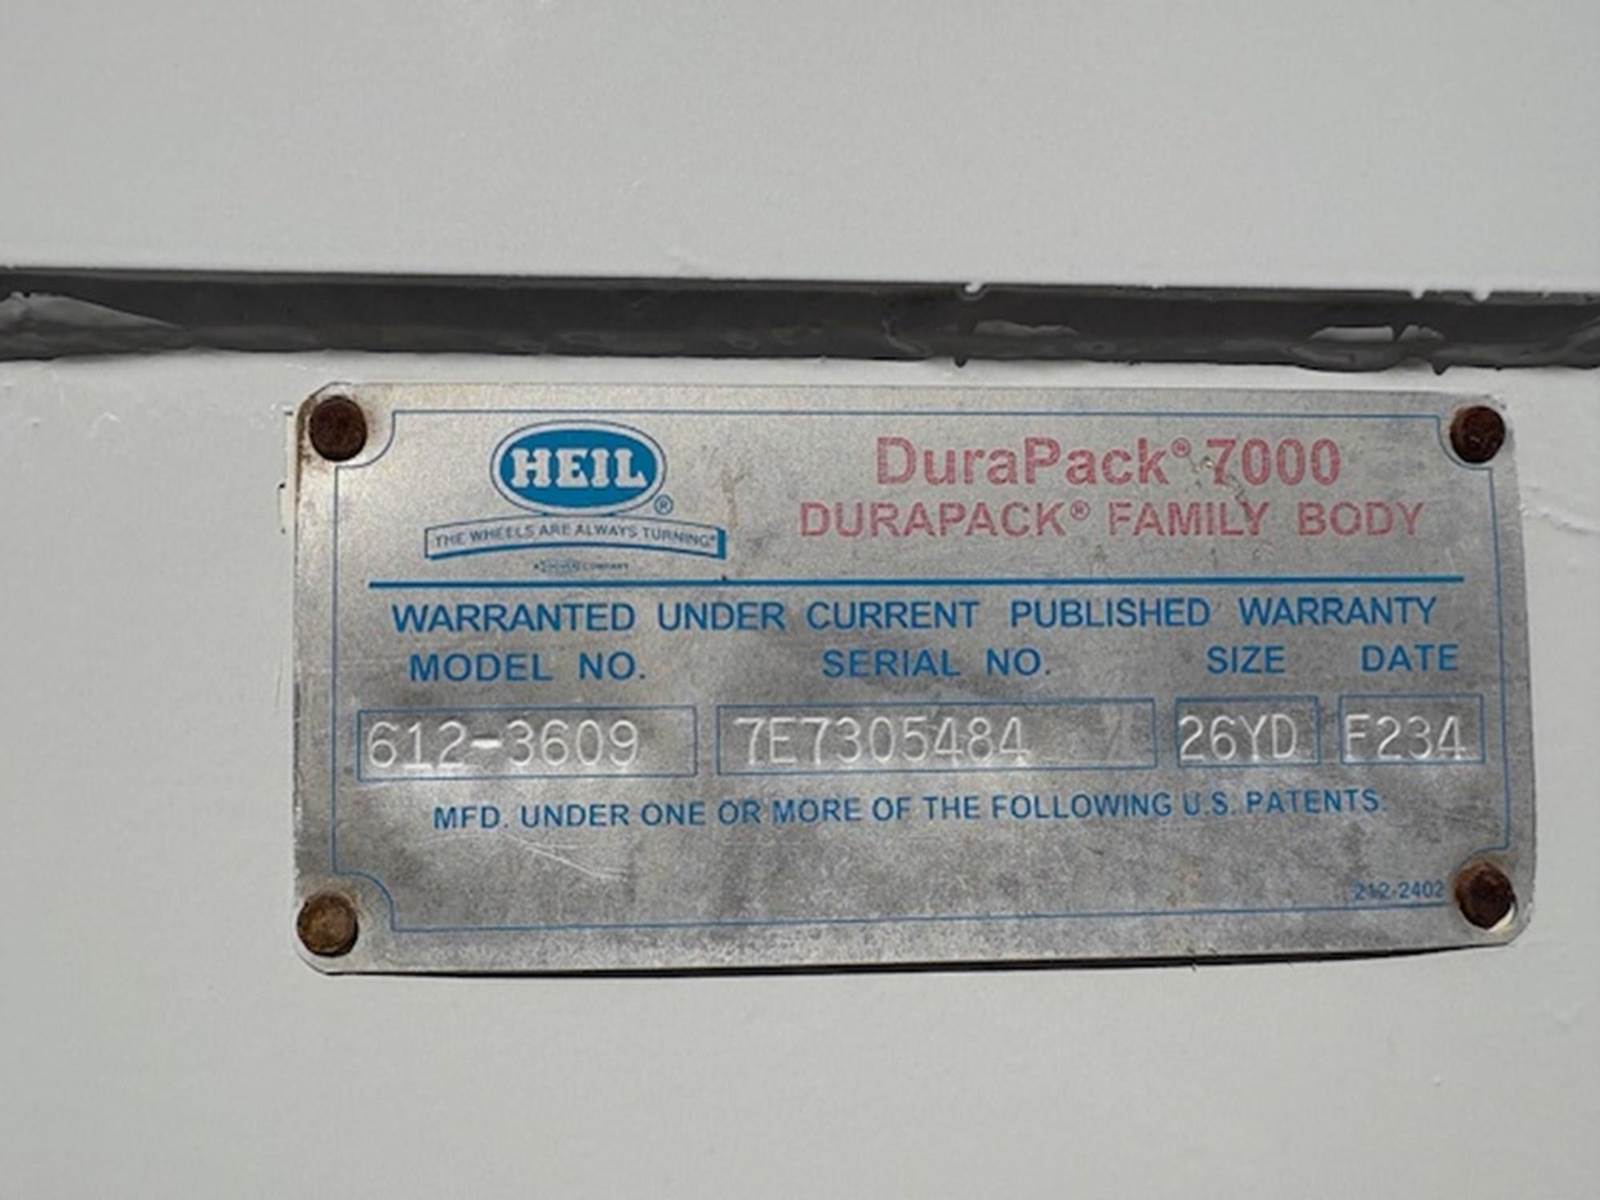 HEIL®
THE WHEELS ARE ALWAYS TURNING®
A DOVER COMPANY
DuraPack® 7000
DURAPACK® FAMILY BODY
WARRANTED UNDER CURRENT PUBLISHED WARRANTY
MODEL NO. SERIAL NO. SIZE DATE
612-3609 7E7305484 26YD F234
MFD. UNDER ONE OR MORE OF THE FOLLOWING U.S. PATENTS:
212-2402